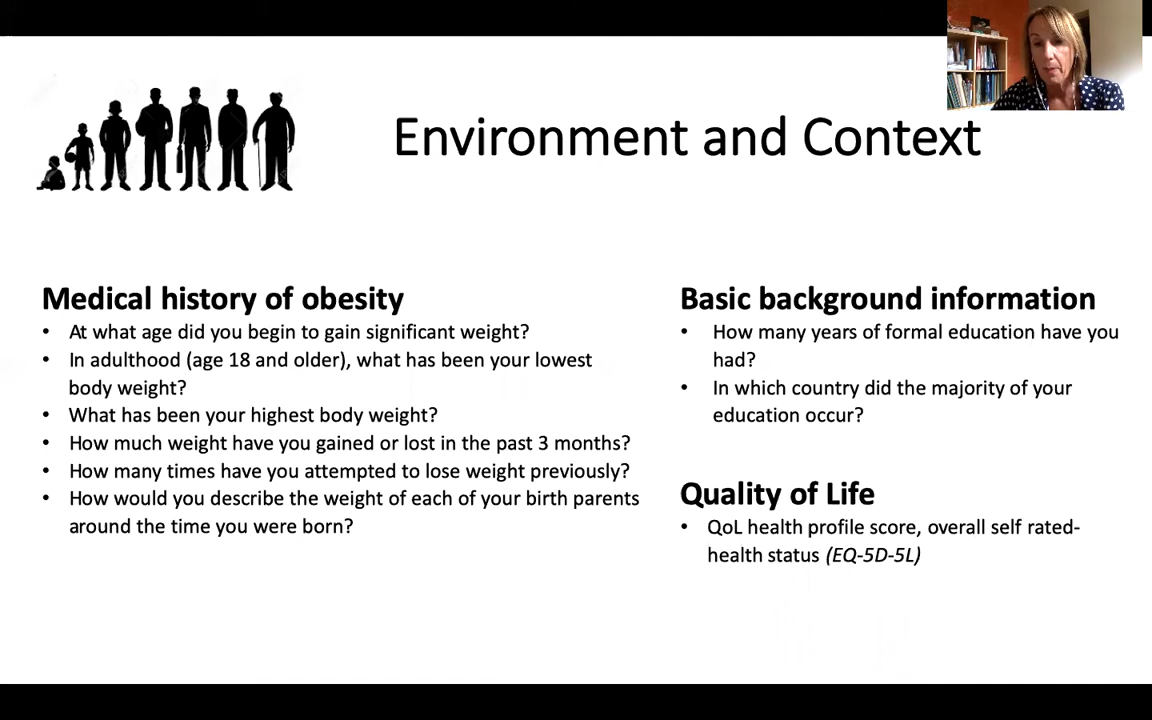 Environment and Context
Medical history of obesity
• At what age did you begin to gain significant weight?
• In adulthood (age 18 and older), what has been your lowest
body weight?
• What has been your highest body weight?
• How much weight have you gained or lost in the past 3 months?
• How many times have you attempted to lose weight previously?
• How would you describe the weight of each of your birth parents
around the time you were born?
Basic background information
• How many years of formal education have you
had?
• In which country did the majority of your
education occur?
Quality of Life
• QoL health profile score, overall self rated-
health status (EQ-5D-5L)